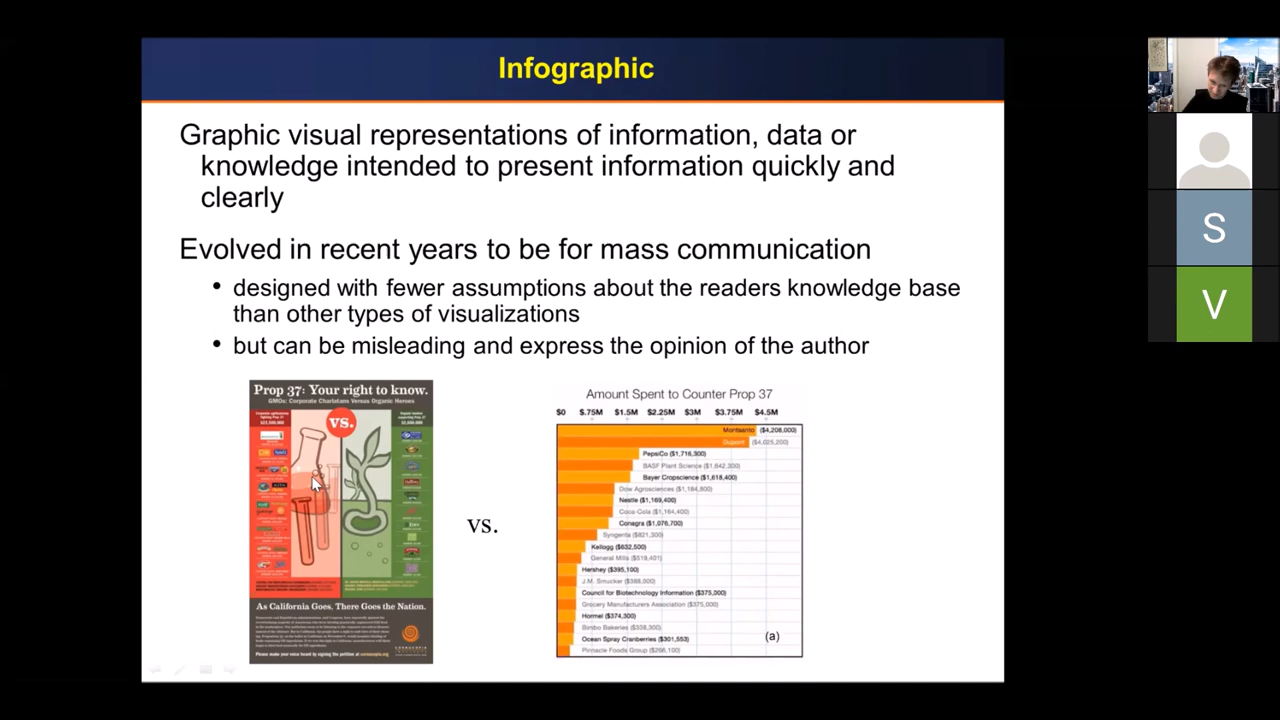 Infographic
Graphic visual representations of information, data or
knowledge intended to present information quickly and
clearly
Evolved in recent years to be for mass communication
• designed with fewer assumptions about the readers knowledge base
than other types of visualizations
• but can be misleading and express the opinion of the author
Prop 37: Your right to know.
GMOs: Corporate Charlatans Versus Organic Heroes
VS.
As California Goes, There Goes the Nation.
vs.
Amount Spent to Counter Prop 37
$0 $.75M $1.5M $2.25M $3M $3.75M $4.5M
Monsanto ($4,208,000)
Dupont ($4,025,200)
PepsiCo ($1,716,300)
BASF Plant Science ($1,642,300)
Bayer Cropscience ($1,618,400)
Dow Agrosciences
Nestle ($1,169,400)
Coca-Cola
Conagra ($1,076,700)
Syngenta ($821,300)
Kellogg ($632,500)
General Mills ($519,401)
Hershey ($395,100)
J.M. Smucker ($388,000)
Council for Biotechnology Information ($375,000)
Grocery Manufacturers Association ($375,000)
Hormel ($374,300)
Bimbo Bakeries
Ocean Spray Cranberries ($301,553)
Pinnacle Foods Group ($266,100)
(a)
S
V